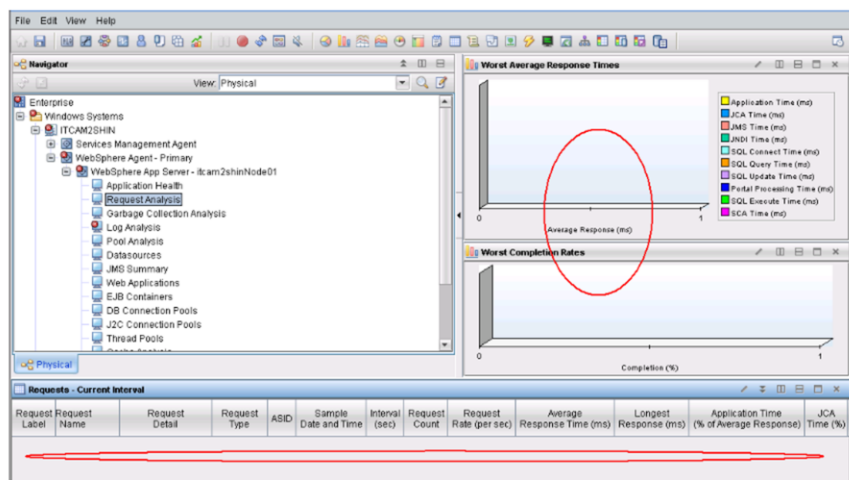 File Edit View Help
Navigator
View: Physical
Enterprise
Windows Systems
ITCAM2SHIN
Services Management Agent
WebSphere Agent - Primary
WebSphere App Server - itcam2shinNode01
Application Health
Request Analysis
Garbage Collection Analysis
Log Analysis
Pool Analysis
Datasources
JMS Summary
Web Applications
EJB Containers
DB Connection Pools
J2C Connection Pools
Thread Pools
Physical
Worst Average Response Times
Application Time (ms)
JCA Time (ms)
JMS Time (ms)
JNDI Time (ms)
SQL Connect Time (ms)
SQL Query Time (ms)
SQL Update Time (ms)
Portal Processing Time (ms)
SQL Execute Time (ms)
SCA Time (ms)
0 1
Average Response (ms)
Worst Completion Rates
0 1
Completion (%)
Requests - Current Interval
Request Label
Request Name
Request Detail
Request Type
ASID
Sample Date and Time
Interval (sec)
Request Count
Request Rate (per sec)
Average Response Time (ms)
Longest Response (ms)
Application Time (% of Average Response)
JCA Time (%)